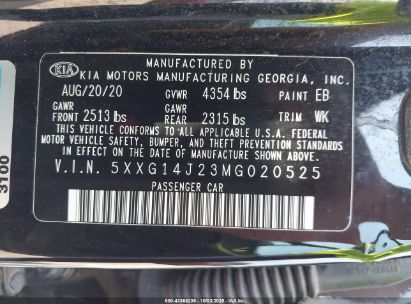 MANUFACTURED BY
KIA KIA MOTORS MANUFACTURING GEORGIA, INC.
AUG/20/20 GVWR 4354 lbs PAINT EB
GAWR GAWR
FRONT 2513 lbs REAR 2315 lbs TRIM WK
THIS VEHICLE CONFORMS TO ALL APPLICABLE U.S.A. FEDERAL
MOTOR VEHICLE SAFETY, BUMPER, AND THEFT PREVENTION STANDARDS
IN EFFECT ON THE DATE OF MANUFACTURE SHOWN ABOVE.
V.I.N. 5XXG14J23MG020525
PASSENGER CAR
3100